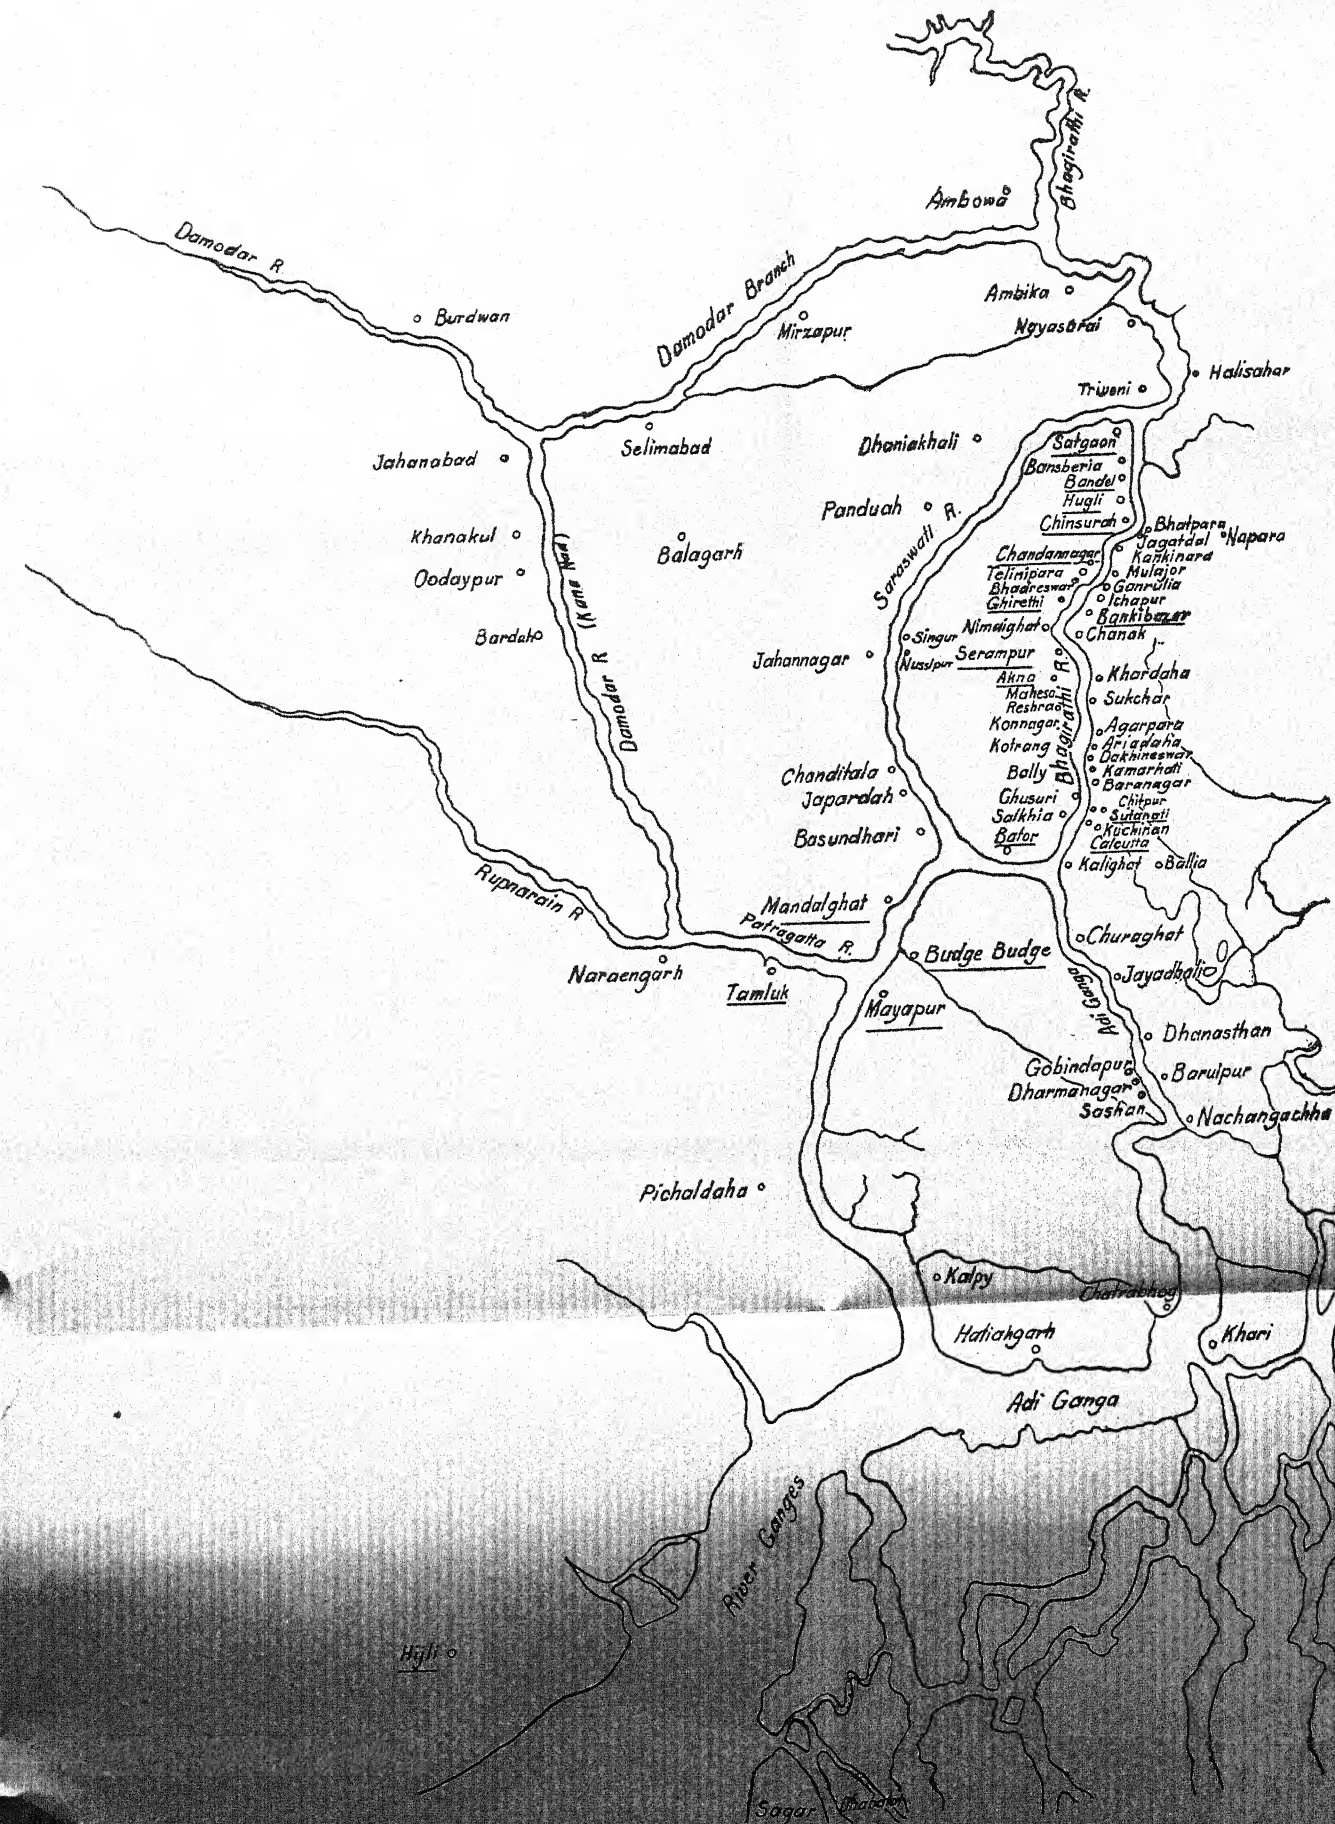 Bhagirathi R.
Ambowa
Damodar R.
Damodar Branch
Ambika
Burdwan
Mirzapur
Nayasarai
Halisahar
Triveni
Selimabad
Dhaniakhali
Satgaon
Jahanabad
Bansberia
Bandel
Hugli
Panduah
Saraswati R.
Chinsurah
Bhatpara
Jagatdal
Napara
Khanakul
Balagarh
Chandannagar
Kankinara
Telinipara
Mulajor
Oodaypur
Bhadreswar
Ganrulia
Ghirethi
Ichapur
Bankibazar
Damodar R (Kana Nadi)
Bardah
Singur
Nimaighat
Chanak
Jahannagar
Nussipur
Serampur
Akna
Khardaha
Mahesa
Sukchar
Reshra
Konnagar
Bhagirathi R.
Agarpara
Kotrang
Ariadaha
Dakhineswar
Chanditala
Bally
Kamarhati
Baranagar
Japardah
Ghusuri
Chitpur
Salkhia
Sutanati
Basundhari
Kuchinan
Bator
Calcutta
Kalighat
Ballia
Rupnarain R
Mandalghat
Patragatta R.
Churaghat
Budge Budge
Naraengarh
Tamluk
Jayadhali
Mayapur
Adi Ganga
Dhanasthan
Gobindapur
Barulpur
Dharmanagar
Sashan
Nachangachha
Pichaldaha
Kalpy
Chatrabhog
Hatiahgarh
Khari
Adi Ganga
River Ganges
Hijli
Sagar